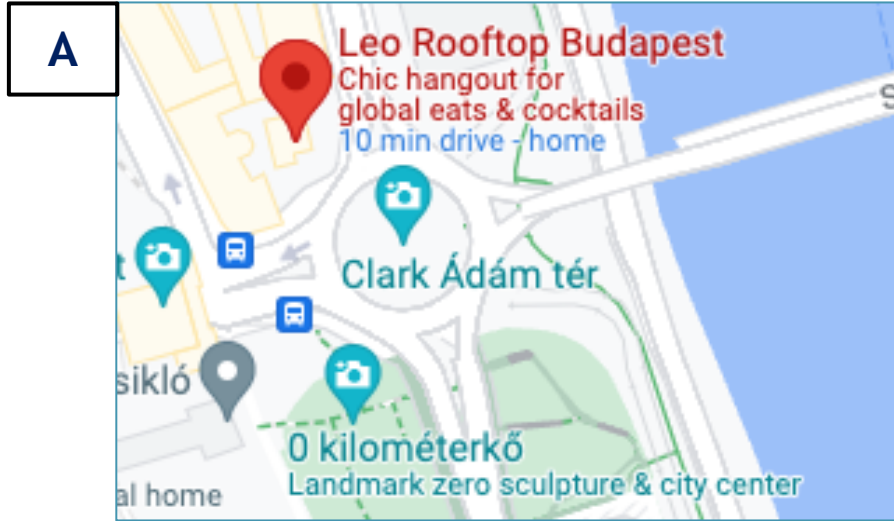 A
Leo Rooftop Budapest
Chic hangout for
global eats & cocktails
10 min drive - home
S
t
Clark Ádám tér
sikló
0 kilométerkő
Landmark zero sculpture & city center
al home